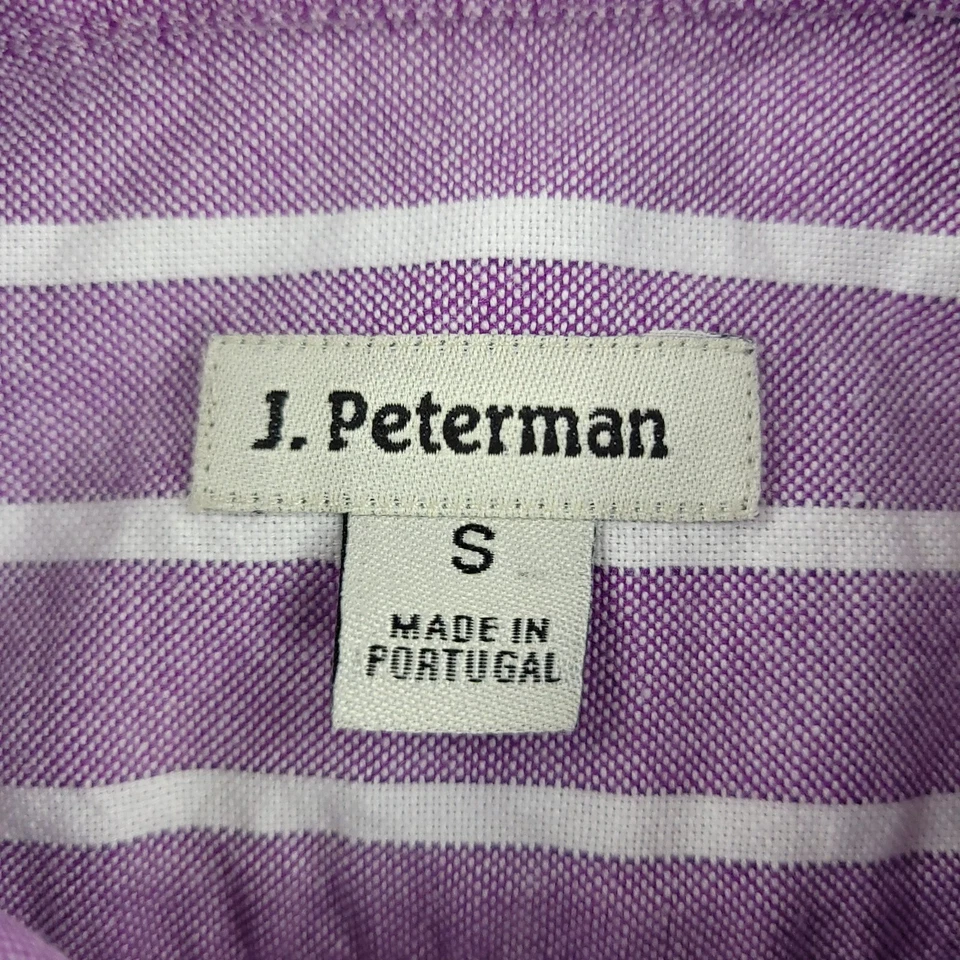 J. Peterman
S
MADE IN
PORTUGAL